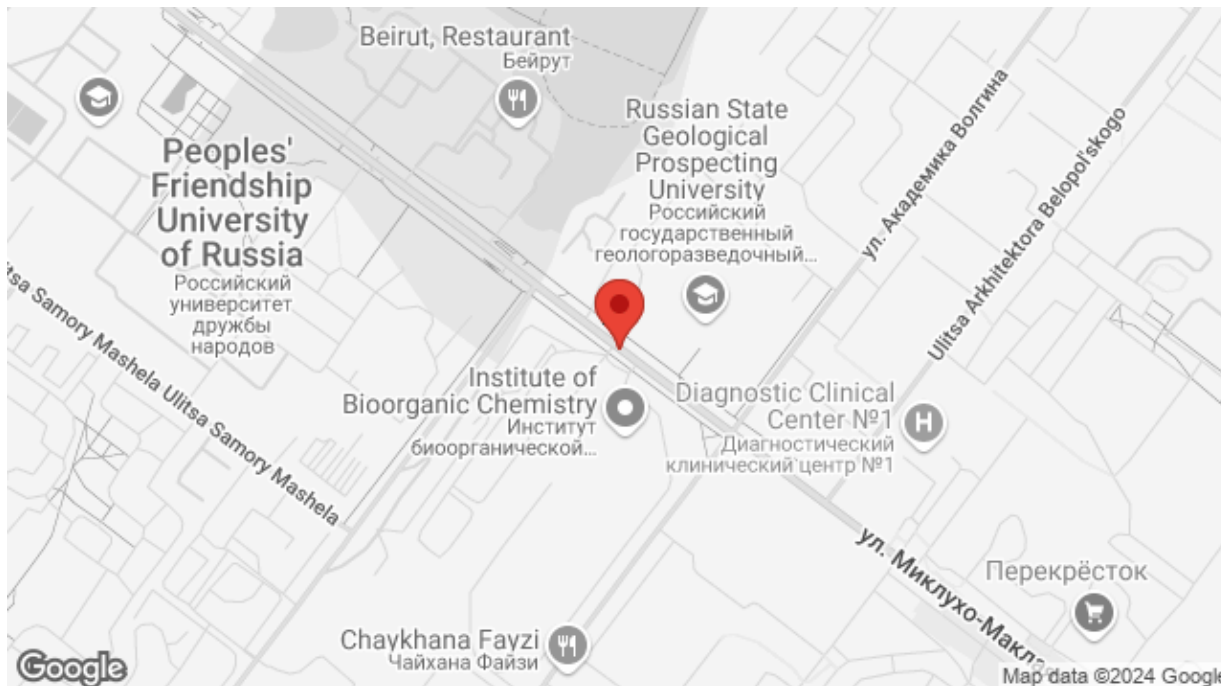 Beirut, Restaurant
Бейрут
Russian State
Geological
Prospecting
University
Российский
государственный
геологоразведочный...
Peoples'
Friendship
University
of Russia
Российский
университет
дружбы
народов
ул. Академика Волгина
Ulitsa Arkhitektora Belopol'skogo
itsa Samory Mashela Ulitsa Samory Mashela
Institute of
Bioorganic Chemistry
Институт
биоорганической...
Diagnostic Clinical
Center №1
Диагностический
клинический центр №1
H
ул. Миклухо-Макла
Перекрёсток
Chaykhana Fayzi
Чайхана Файзи
Google
Map data ©2024 Google